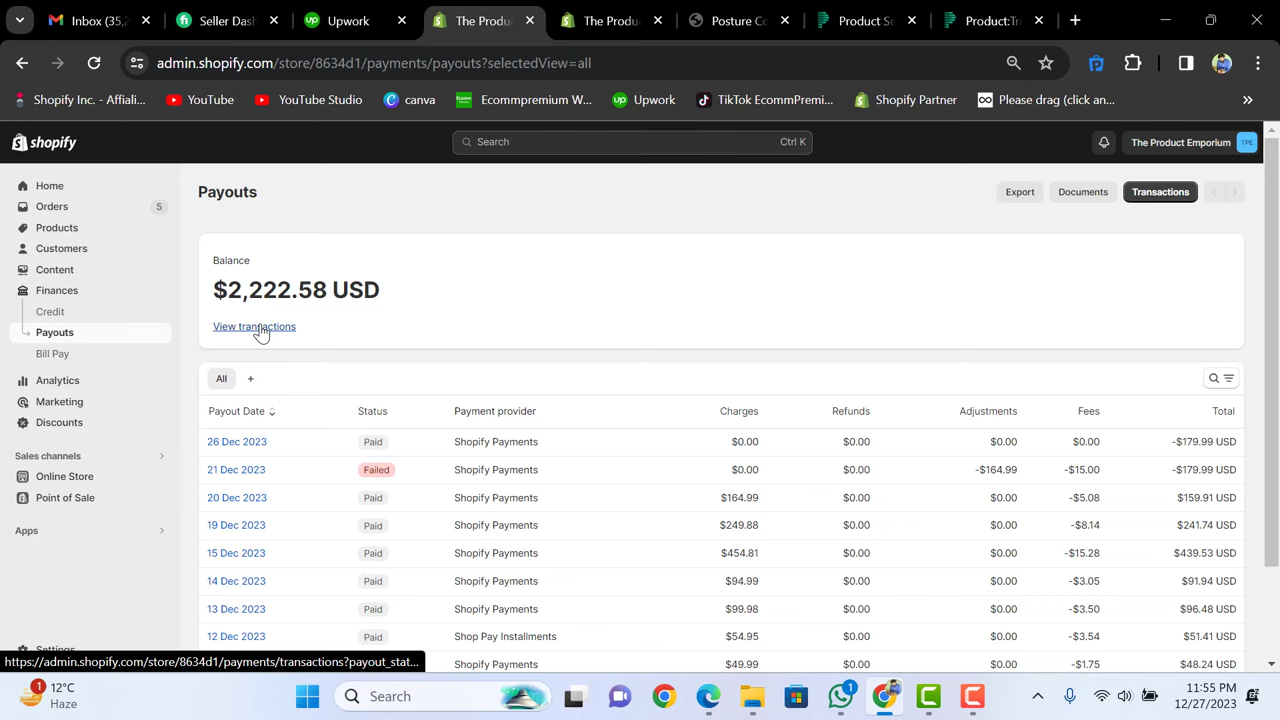 Inbox (35,
Seller Dash
Upwork
The Produ
The Produ
Posture Co
Product Se
Product:Tri
admin.shopify.com/store/8634d1/payments/payouts?selectedView=all
Shopify Inc. - Affiali...
YouTube
YouTube Studio
canva
Ecommpremium W...
Upwork
TikTok EcommPremi...
Shopify Partner
Please drag (click an...
shopify
Search
Ctrl K
The Product Emporium
TPE
Home
Orders
5
Products
Customers
Content
Finances
Credit
Payouts
Bill Pay
Analytics
Marketing
Discounts
Sales channels
Online Store
Point of Sale
Apps
Settings
Payouts
Export
Documents
Transactions
Balance
$2,222.58 USD
View transactions
All
+
Payout Date Status Payment provider Charges Refunds Adjustments Fees Total
26 Dec 2023 Paid Shopify Payments $0.00 $0.00 $0.00 $0.00 -$179.99 USD
21 Dec 2023 Failed Shopify Payments $0.00 $0.00 -$164.99 -$15.00 -$179.99 USD
20 Dec 2023 Paid Shopify Payments $164.99 $0.00 $0.00 -$5.08 $159.91 USD
19 Dec 2023 Paid Shopify Payments $249.88 $0.00 $0.00 -$8.14 $241.74 USD
15 Dec 2023 Paid Shopify Payments $454.81 $0.00 $0.00 -$15.28 $439.53 USD
14 Dec 2023 Paid Shopify Payments $94.99 $0.00 $0.00 -$3.05 $91.94 USD
13 Dec 2023 Paid Shopify Payments $99.98 $0.00 $0.00 -$3.50 $96.48 USD
12 Dec 2023 Paid Shop Pay Installments $54.95 $0.00 $0.00 -$3.54 $51.41 USD
Shopify Payments $49.99 $0.00 $0.00 -$1.75 $48.24 USD
https://admin.shopify.com/store/8634d1/payments/transactions?payout_stat...
1
12°C
Haze
Search
1
11:55 PM
12/27/2023